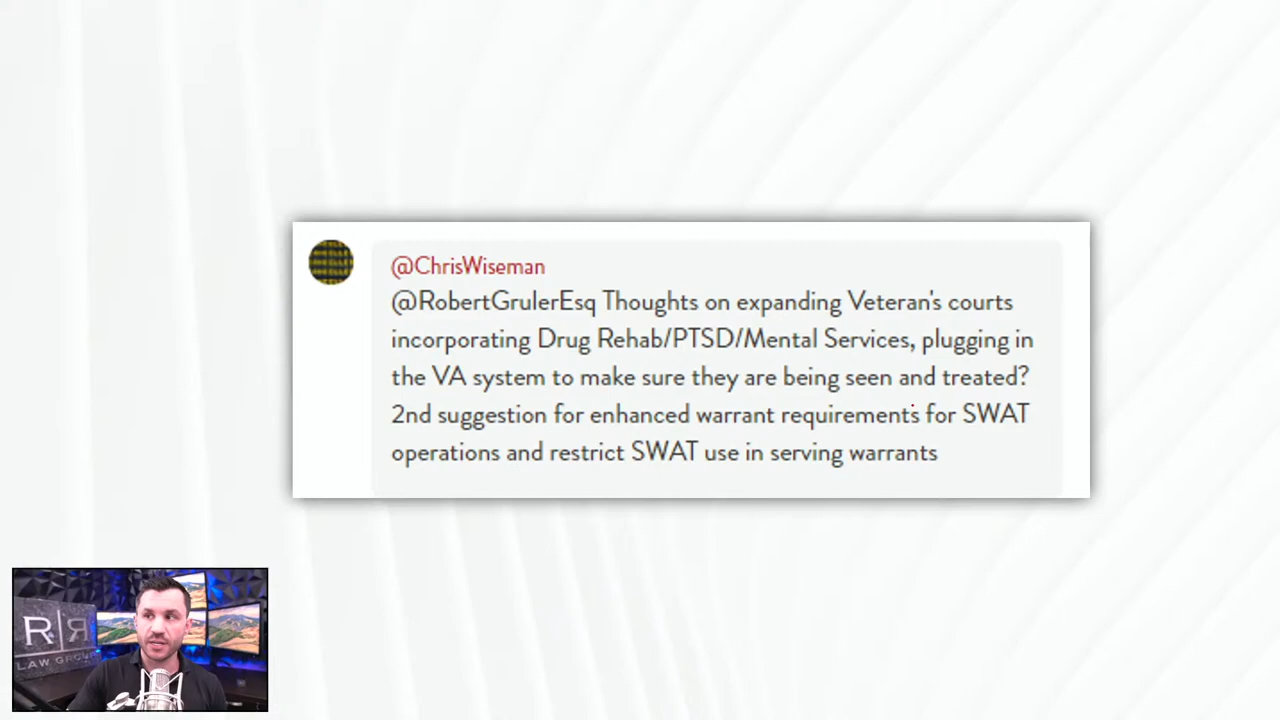 @ChrisWiseman
@RobertGrulerEsq Thoughts on expanding Veteran's courts
incorporating Drug Rehab/PTSD/Mental Services, plugging in
the VA system to make sure they are being seen and treated?
2nd suggestion for enhanced warrant requirements for SWAT
operations and restrict SWAT use in serving warrants
R|R
LAW GROUP